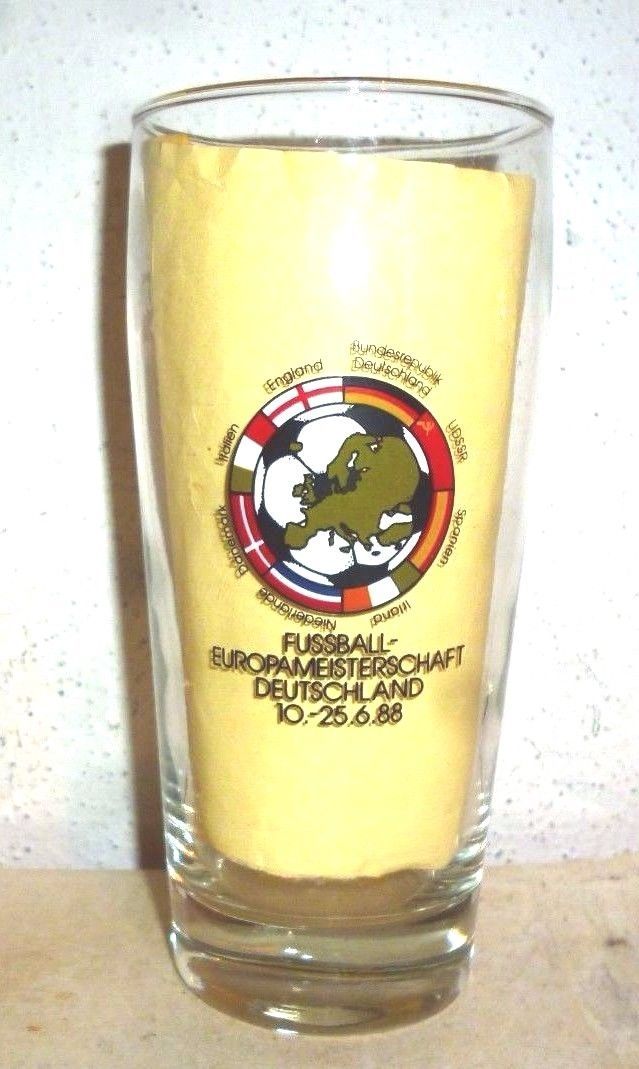 Bundesrepublik
Deutschland
UDSSR
Spanien
Irland
Niederlande
Dänemark
Italien
England
FUSSBALL-
EUROPAMEISTERSCHAFT
DEUTSCHLAND
10.-25.6.88